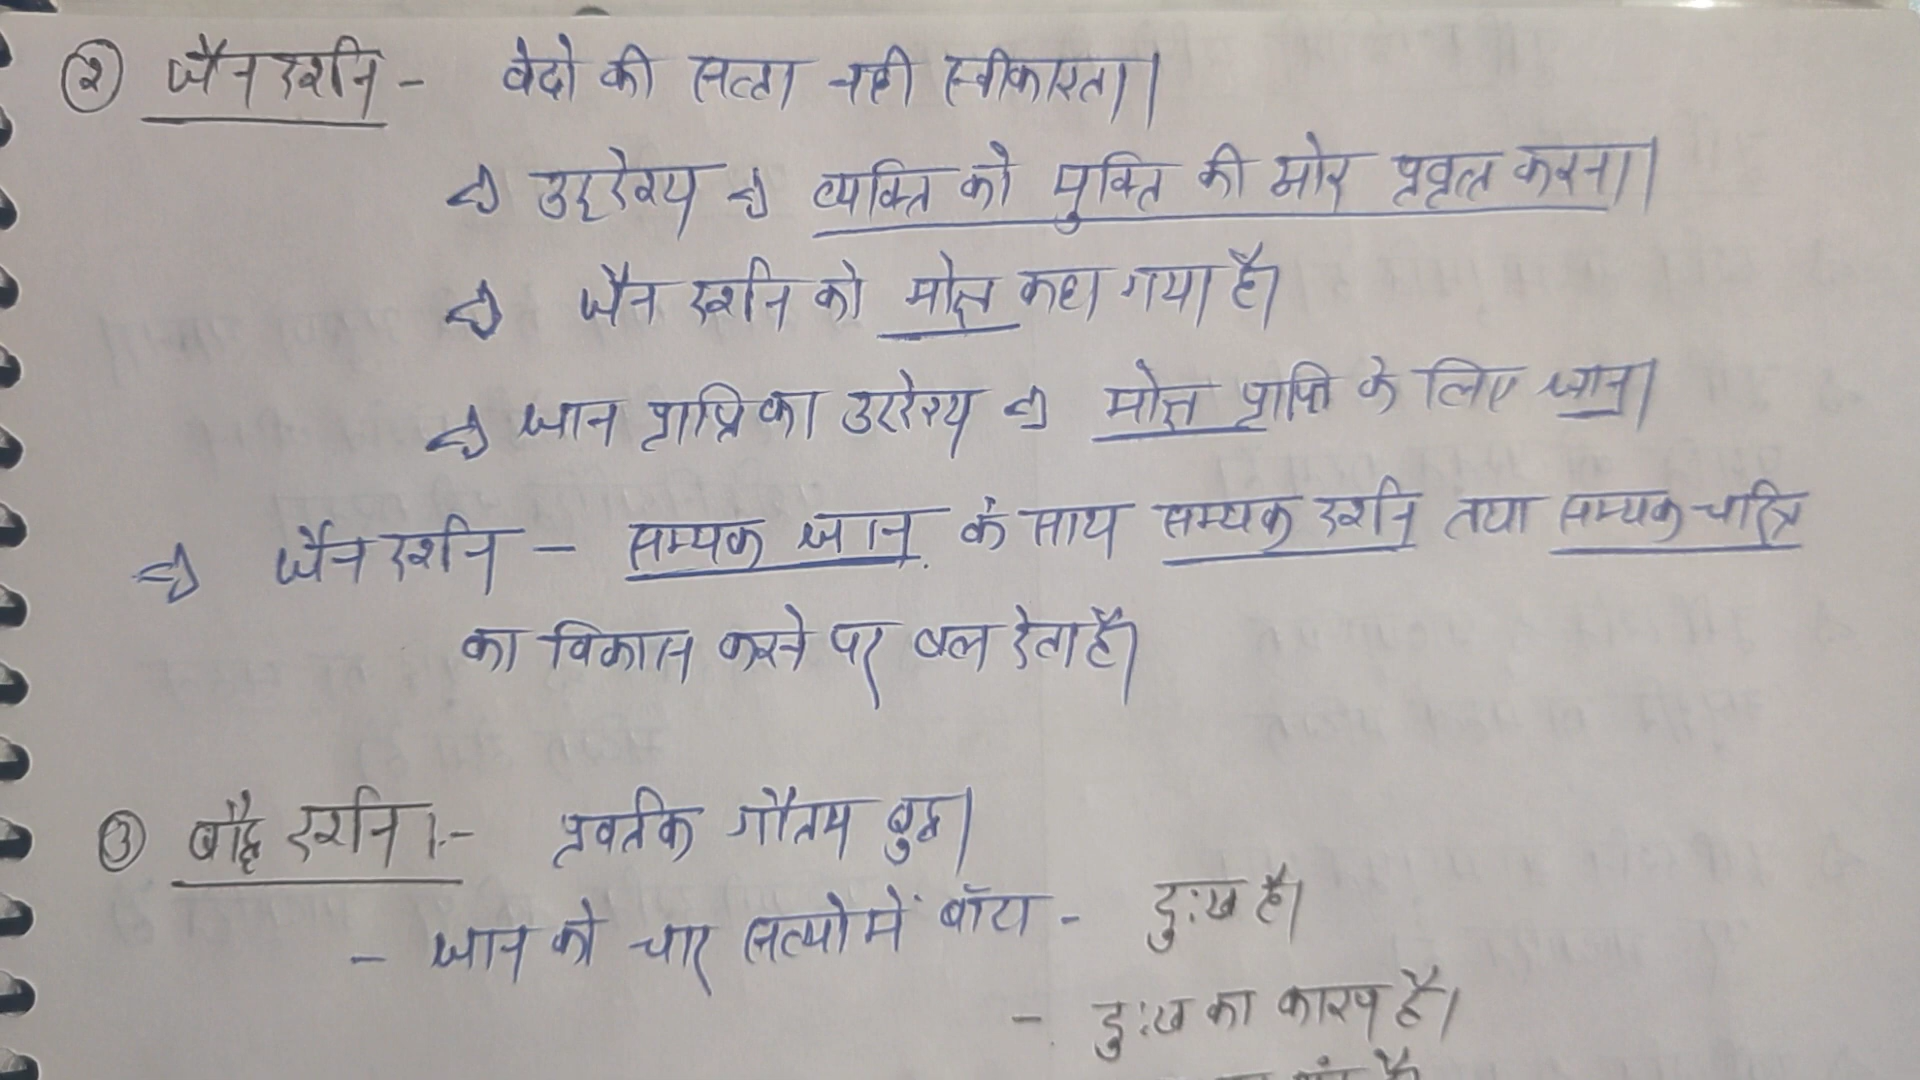 ② जैन दर्शन - वेदो की सत्ता नही स्वीकारता।
⇒ उद्देश्य ⇒ व्यक्ति को मुक्ति की ओर प्रवृत्त करना।
⇒ जैन दर्शन को मोक्ष कहा गया है।
⇒ ज्ञान प्राप्ति का उद्देश्य ⇒ मोक्ष प्राप्ति के लिए ज्ञान।
⇒ जैन दर्शन - सम्यक ज्ञान के साथ सम्यक दर्शन तथा सम्यक चरित्र
का विकास करने पर बल देता है।
③ बौद्ध दर्शन।:- प्रवर्तक गौतम बुद्ध।
- ज्ञान को चार सत्यो में बाँटा - दुःख है।
- दुःख का कारण है।